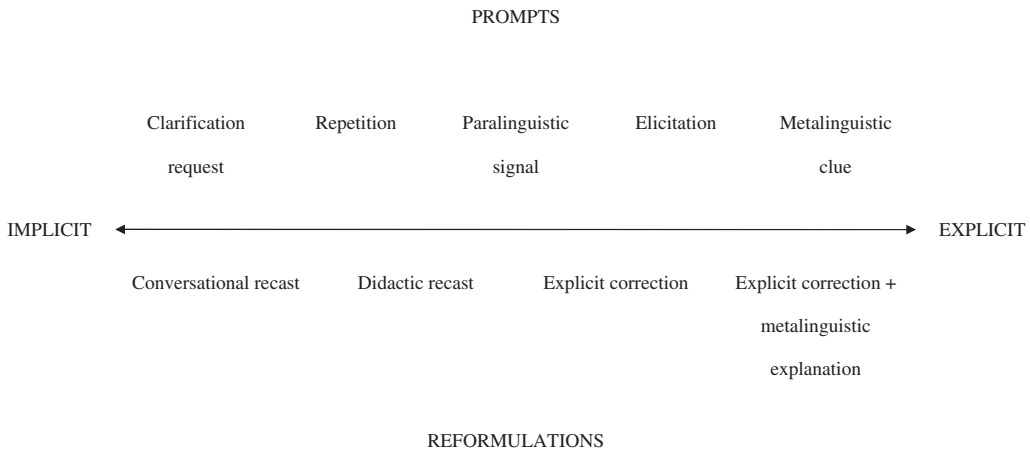 PROMPTS
Clarification Repetition Paralinguistic Elicitation Metalinguistic
request signal clue
IMPLICIT EXPLICIT
Conversational recast Didactic recast Explicit correction Explicit correction +
metalinguistic
explanation
REFORMULATIONS